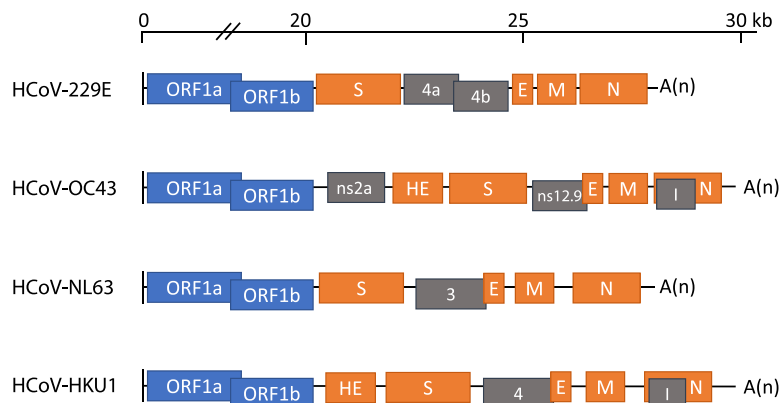 0 20 25 30 kb
HCoV-229E ORF1a ORF1b S 4a 4b E M N A(n)
HCoV-OC43 ORF1a ORF1b ns2a HE S ns12.9 E M I N A(n)
HCoV-NL63 ORF1a ORF1b S 3 E M N A(n)
HCoV-HKU1 ORF1a ORF1b HE S 4 E M I N A(n)